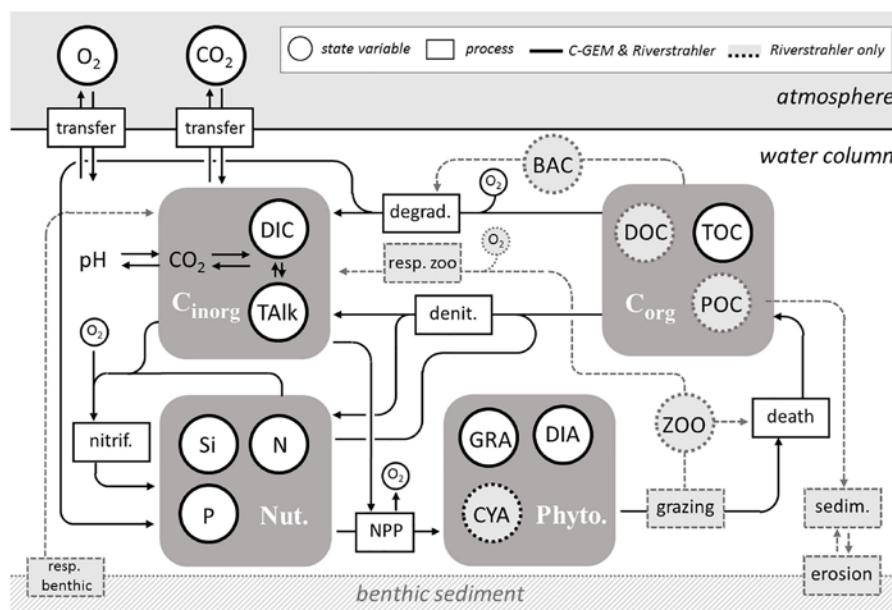 O2
CO2
state variable
process
C-GEM & Riverstrahler
Riverstrahler only
atmosphere
transfer
transfer
water column
BAC
O2
degrad.
DIC
DOC
TOC
O2
pH
CO2
resp. zoo
TAlk
Cinorg
denit.
Corg
POC
O2
nitrif.
Si
N
GRA
DIA
ZOO
death
O2
P
Nut.
NPP
CYA
Phyto.
grazing
sedim.
resp.
benthic
erosion
benthic sediment